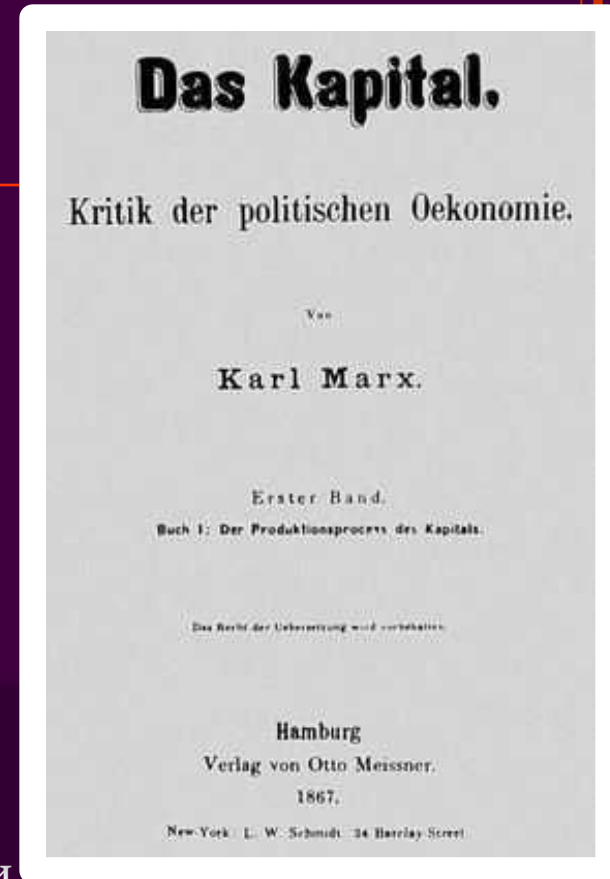 Das Kapital.
Kritik der politischen Oekonomie.
Von
Karl Marx.
Erster Band.
Buch I: Der Produktionsprocess des Kapitals.
Das Recht der Uebersetzung wird vorbehalten.
Hamburg
Verlag von Otto Meissner.
1867.
New-York: L. W. Schmidt. 24 Barclay-Street.
я